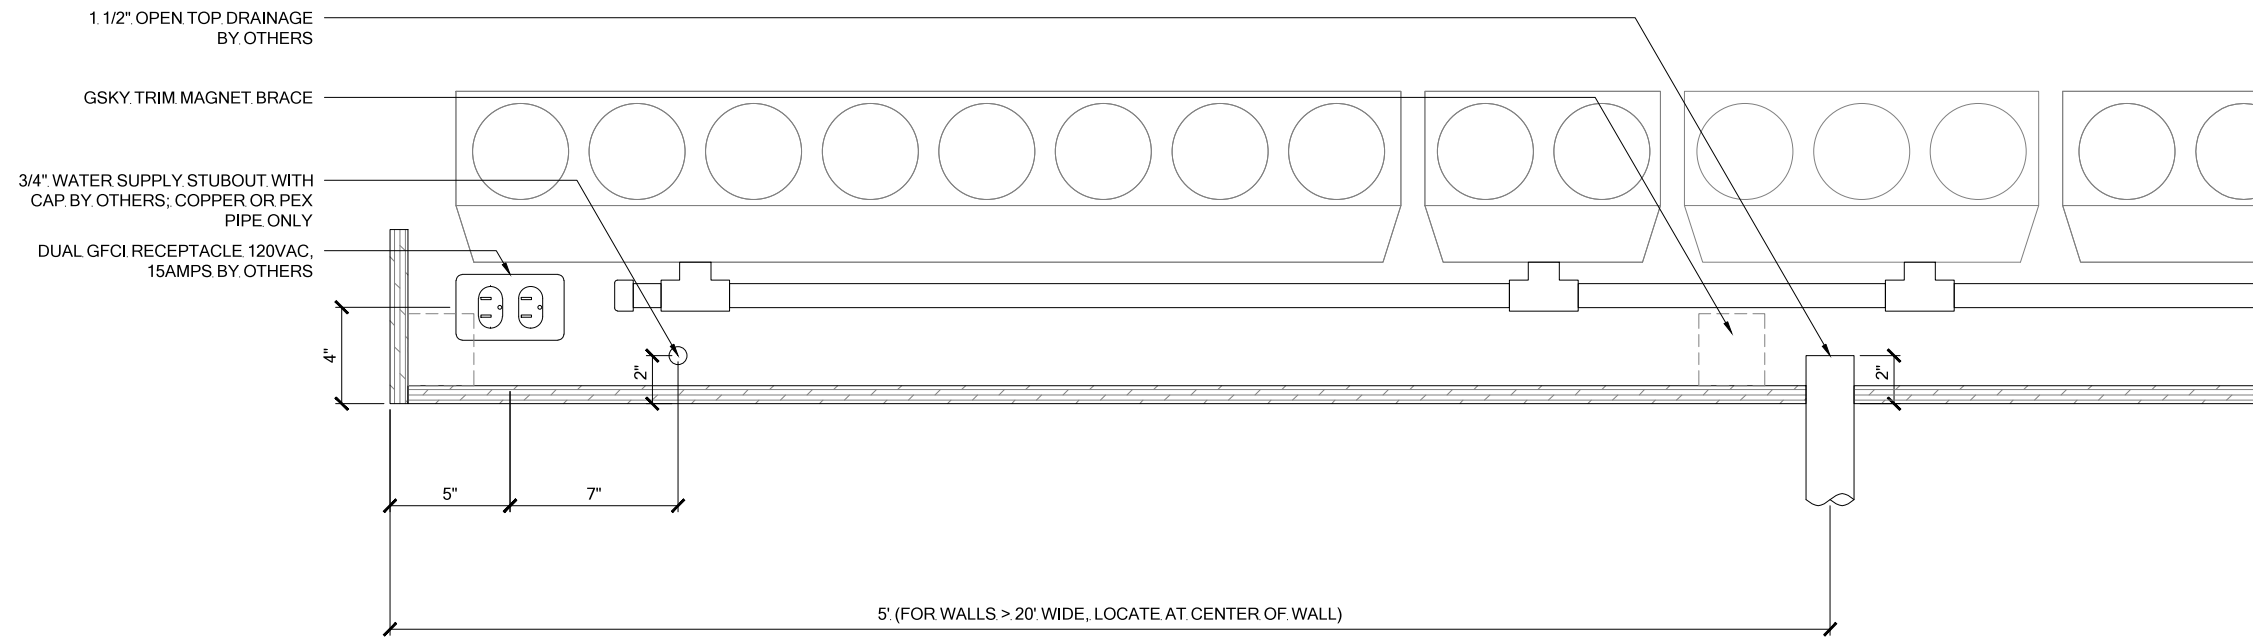 1 1/2" OPEN TOP DRAINAGE
BY OTHERS
GSKY TRIM MAGNET BRACE
3/4" WATER SUPPLY STUBOUT WITH
CAP BY OTHERS; COPPER OR PEX
PIPE ONLY
DUAL GFCI RECEPTACLE 120VAC,
15AMPS BY OTHERS
4"
2"
2"
5"
7"
5' (FOR WALLS > 20' WIDE, LOCATE AT CENTER OF WALL)